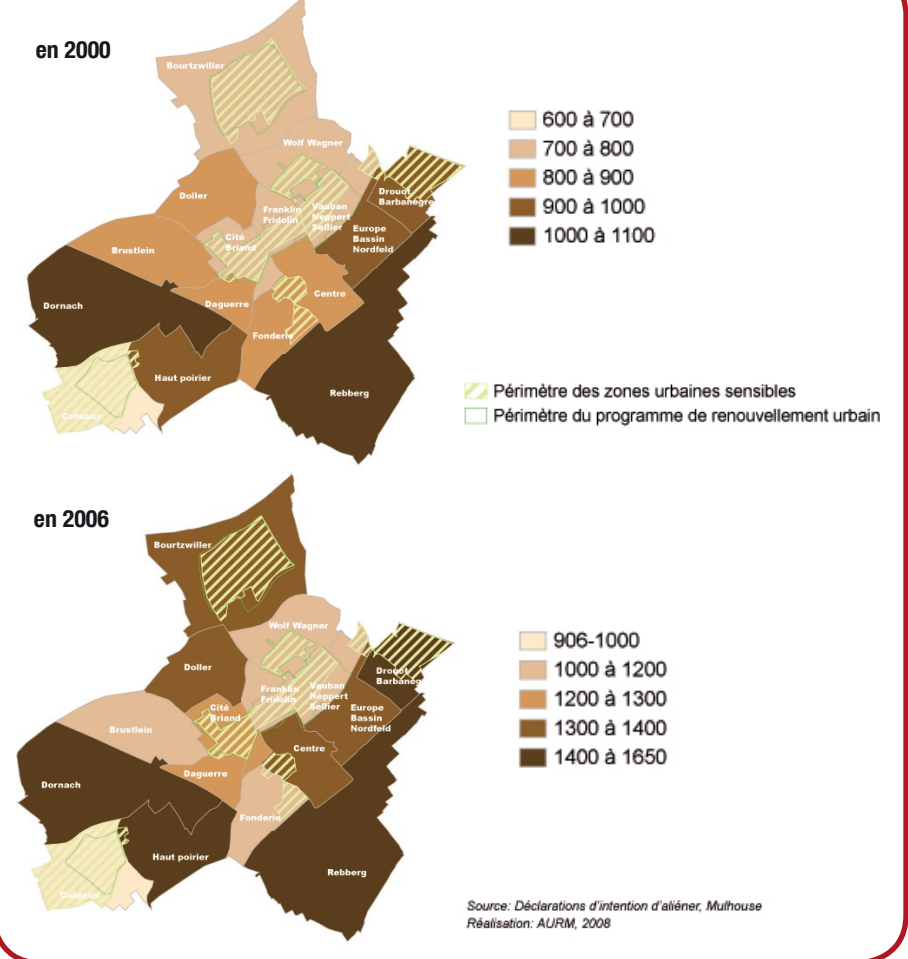 en 2000
Bourtzwiller
Wolf Wagner
Doller
Drouot
Barbanègre
Franklin
Fridolin
Vauban
Neppert
Sellier
Cité
Briand
Europe
Bassin
Nordfeld
Brustlein
Daguerre
Centre
Dornach
Fonderie
Haut poirier
Rebberg
Coteaux
600 à 700
700 à 800
800 à 900
900 à 1000
1000 à 1100
Périmètre des zones urbaines sensibles
Périmètre du programme de renouvellement urbain
en 2006
Bourtzwiller
Wolf Wagner
Doller
Drouot
Barbanègre
Franklin
Fridolin
Vauban
Neppert
Sellier
Cité
Briand
Europe
Bassin
Nordfeld
Brustlein
Centre
Daguerre
Dornach
Fonderie
Haut poirier
Rebberg
Coteaux
906-1000
1000 à 1200
1200 à 1300
1300 à 1400
1400 à 1650
Source: Déclarations d'intention d'aliéner, Mulhouse
Réalisation: AURM, 2008